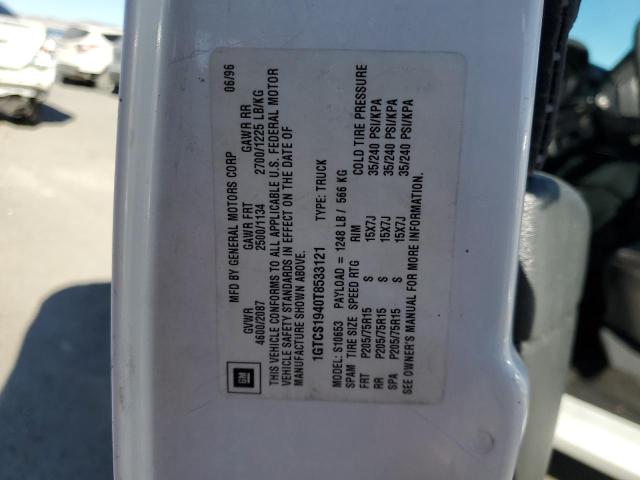 MFD BY GENERAL MOTORS CORP 06/96
GVWR GAWR FRT GAWR RR
4600/2087 2500/1134 2700/1225 LB/KG
THIS VEHICLE CONFORMS TO ALL APPLICABLE U.S. FEDERAL MOTOR
VEHICLE SAFETY STANDARDS IN EFFECT ON THE DATE OF
MANUFACTURE SHOWN ABOVE.
1GTCS1940T8533121 TYPE: TRUCK
MODEL: S10653 PAYLOAD = 1248 LB/ 566 KG
SPAM TIRE SIZE SPEED RTG RIM COLD TIRE PRESSURE
FRT P205/75R15 S 15X7J 35/240 PSI/KPA
RR P205/75R15 S 15X7J 35/240 PSI/KPA
SPA P205/75R15 S 15X7J 35/240 PSI/KPA
SEE OWNER'S MANUAL FOR MORE INFORMATION.
GM